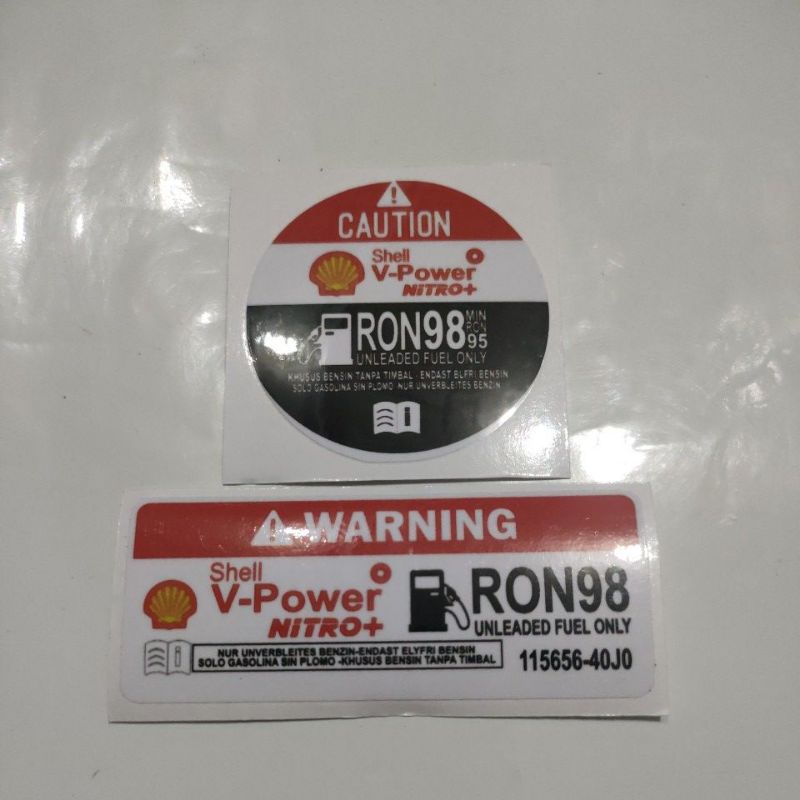 CAUTION
Shell
V-Power
NiTRO+
RON98 MIN RON 95
UNLEADED FUEL ONLY
KHUSUS BENSIN TANPA TIMBAL - ENDAST BLFRI BENSIN
SOLO GASOLINA SIN PLOMO -NUR UNVERBLEITES BENZIN
WARNING
Shell
V-Power
NiTRO+
RON98
UNLEADED FUEL ONLY
NUR UNVERBLEITES BENZIN-ENDAST ELYFRI BENSIN
SOLO GASOLINA SIN PLOMO -KHUSUS BENSIN TANPA TIMBAL
115656-40J0